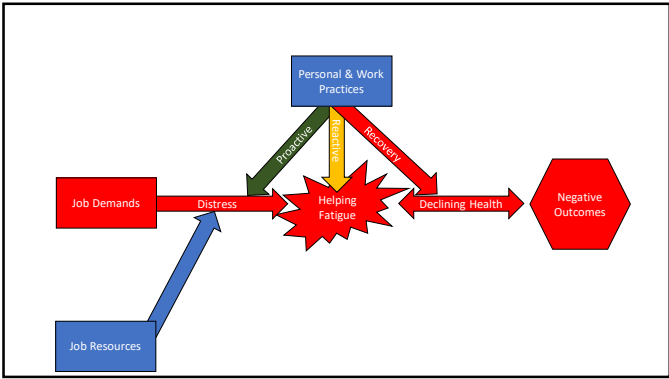 Personal & Work
Practices
Proactive
Reactive
Recovery
Job Demands
Distress
Helping
Fatigue
Declining Health
Negative
Outcomes
Job Resources